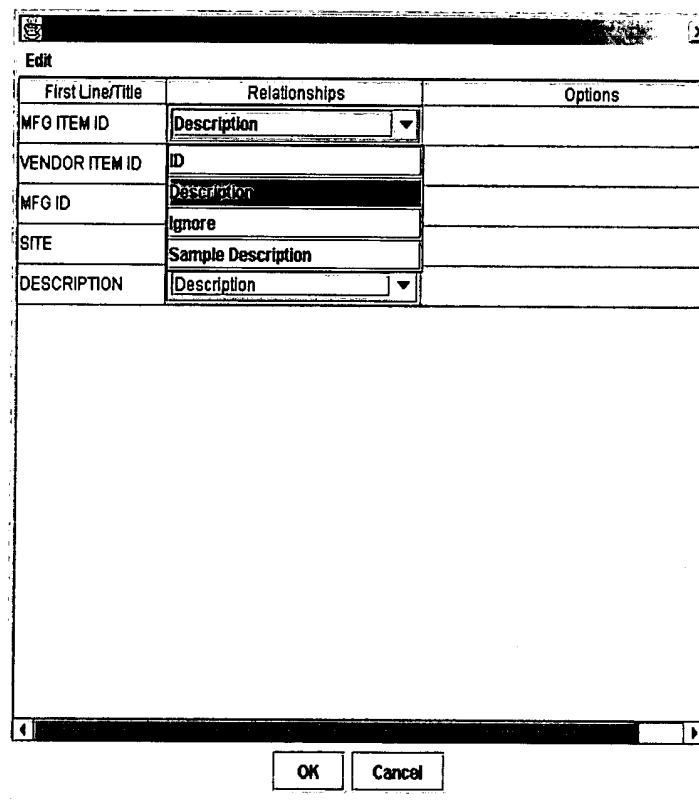 Edit
First Line/Title Relationships Options
MFG ITEM ID Description
VENDOR ITEM ID ID
Description
MFG ID
Ignore
SITE
Sample Description
DESCRIPTION Description
OK Cancel